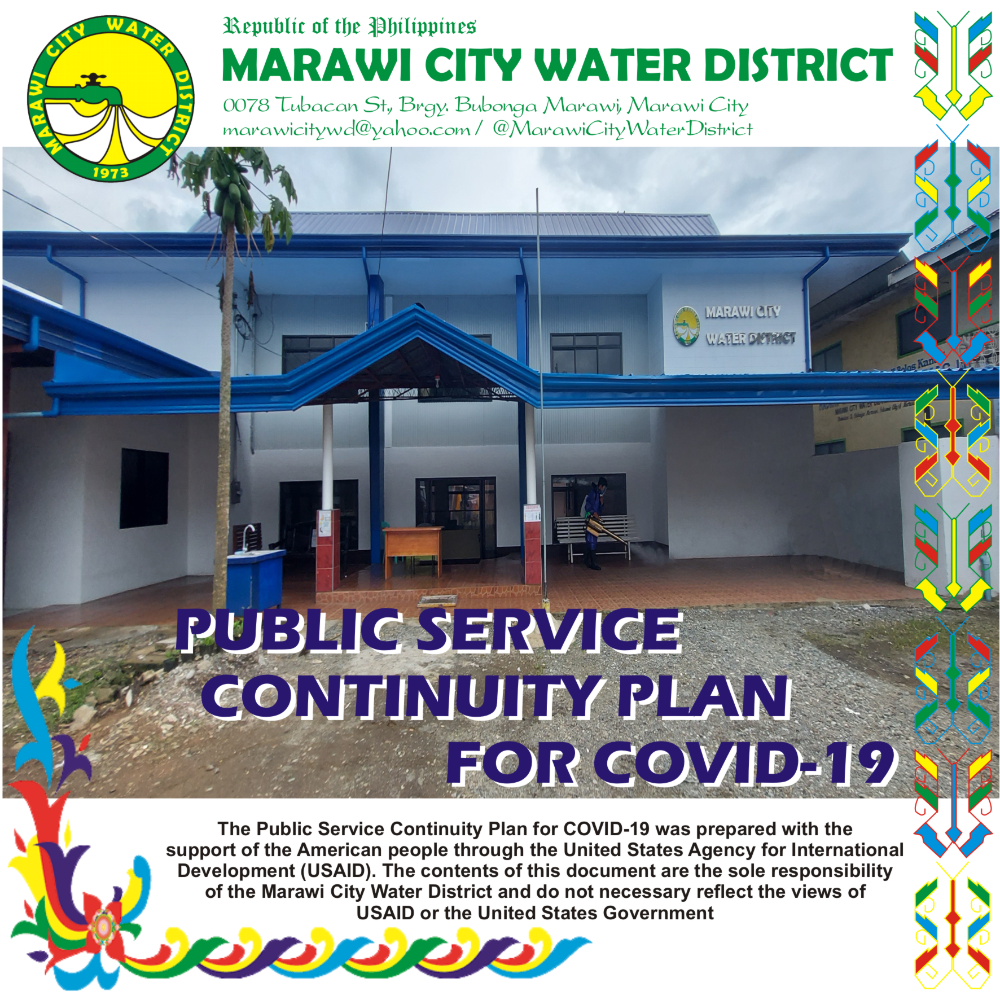 Republic of the Philippines
MARAWI CITY WATER DISTRICT
0078 Tubacan St., Brgy. Bubonga Marawi, Marawi City
marawicitywd@yahoo.com / @MarawiCityWaterDistrict
MARAWI CITY WATER DISTRICT
1973
MARAWI CITY
WATER DISTRICT
PUBLIC SERVICE
CONTINUITY PLAN
FOR COVID-19
The Public Service Continuity Plan for COVID-19 was prepared with the
support of the American people through the United States Agency for International
Development (USAID). The contents of this document are the sole responsibility
of the Marawi City Water District and do not necessary reflect the views of
USAID or the United States Government